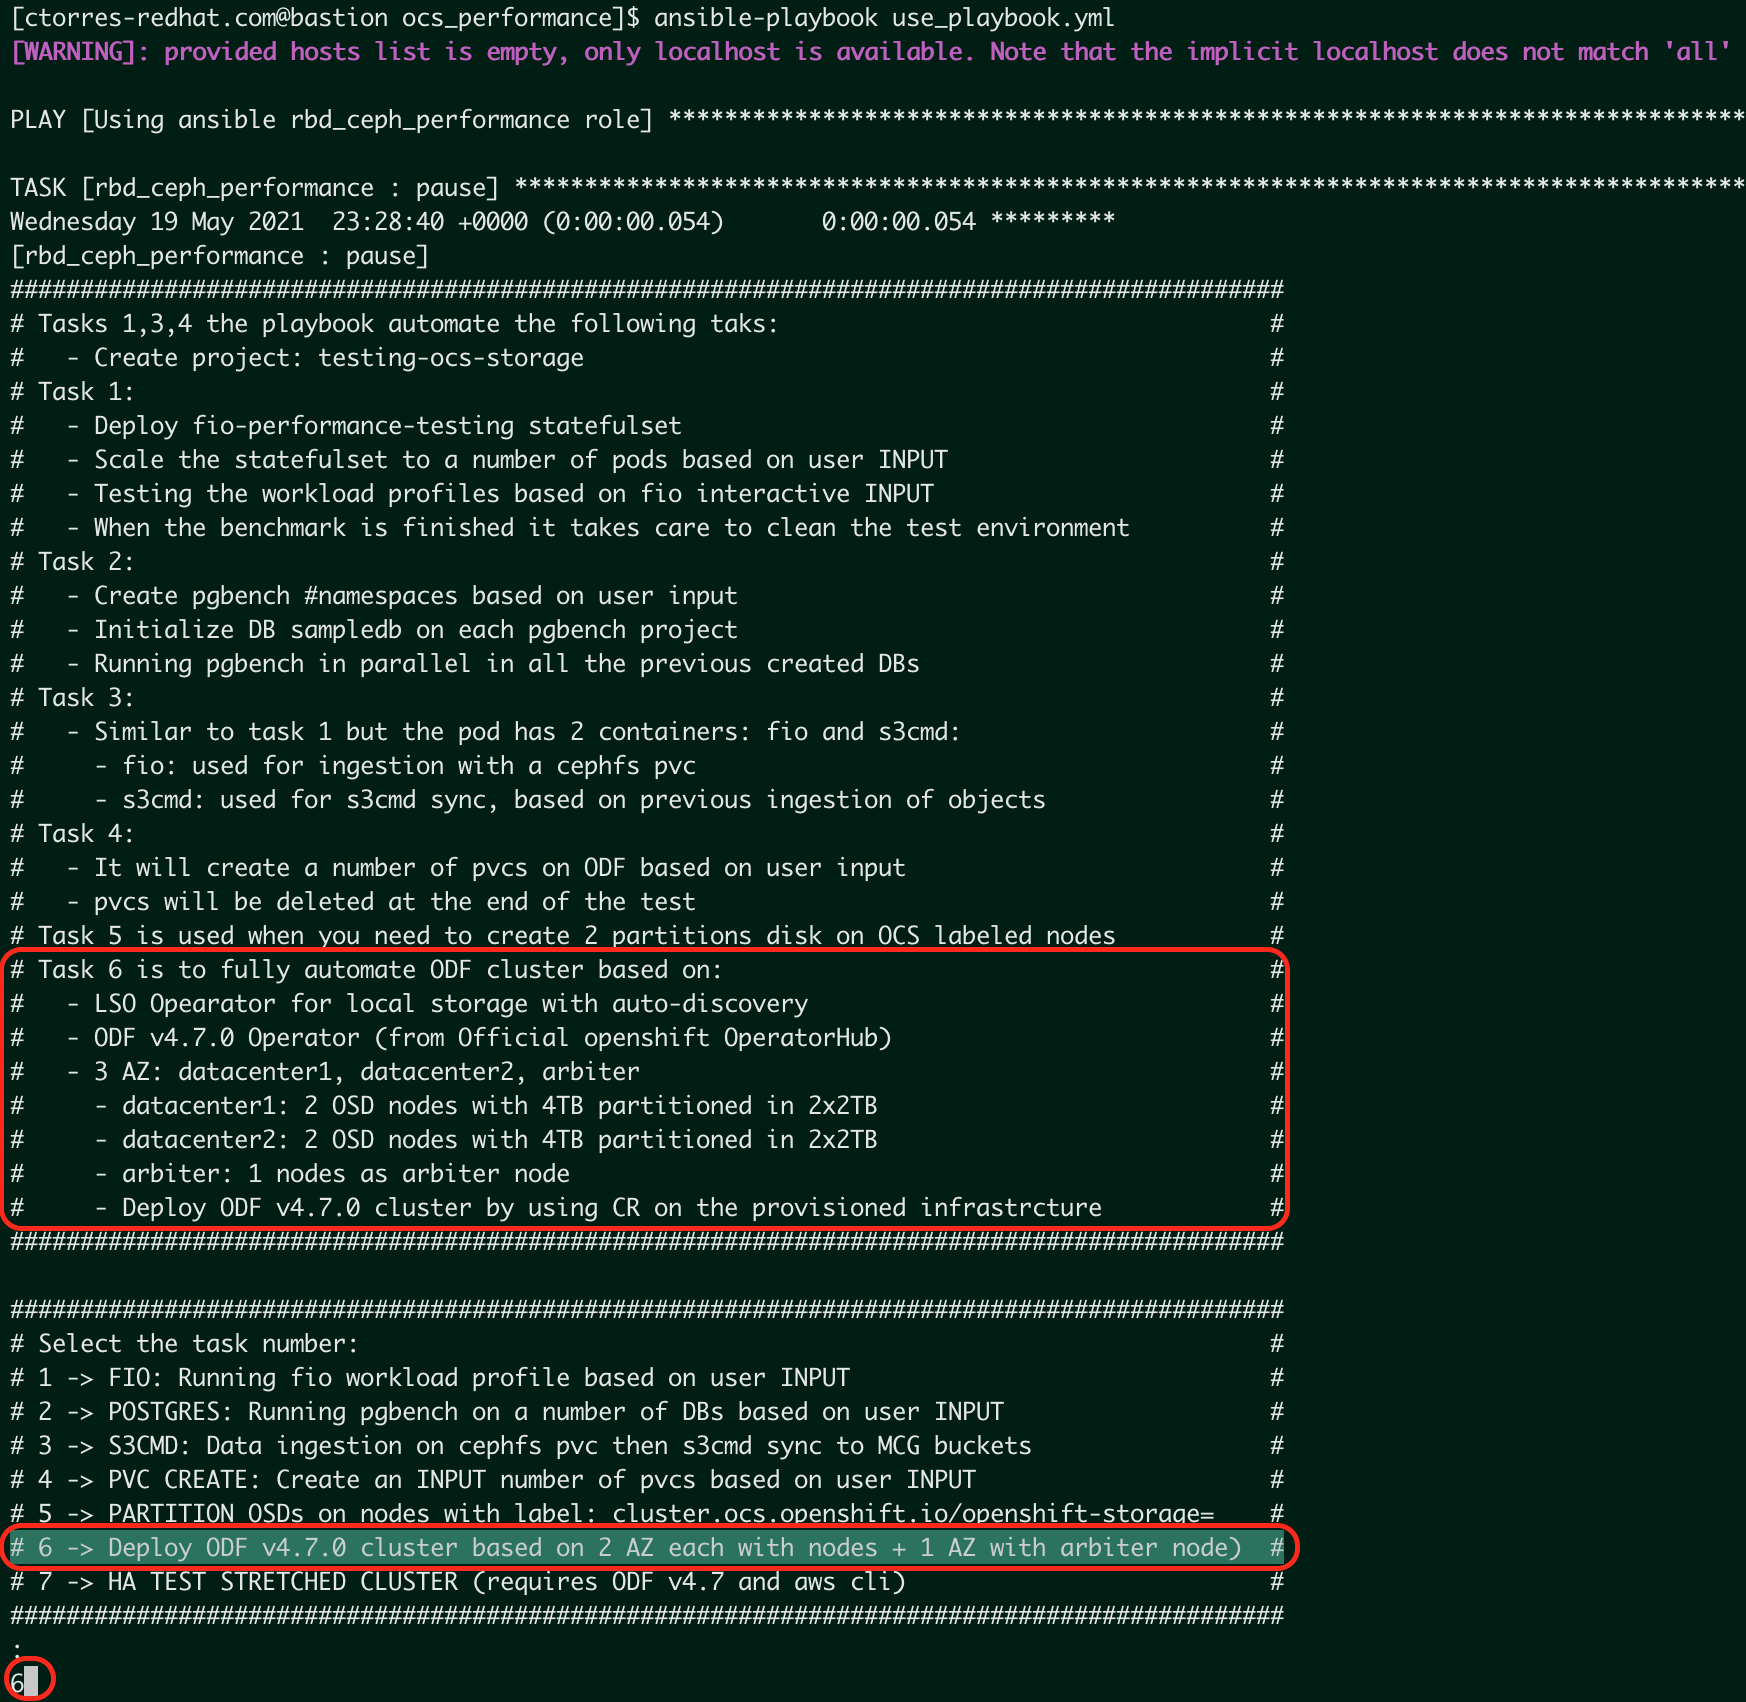 [ctorres-redhat.com@bastion ocs_performance]$ ansible-playbook use_playbook.yml
[WARNING]: provided hosts list is empty, only localhost is available. Note that the implicit localhost does not match 'all'
PLAY [Using ansible rbd_ceph_performance role] *****************************************************************************
TASK [rbd_ceph_performance : pause] ****************************************************************************************
Wednesday 19 May 2021  23:28:40 +0000 (0:00:00.054)       0:00:00.054 *********
[rbd_ceph_performance : pause]
###########################################################################################
# Tasks 1,3,4 the playbook automate the following taks:                                   #
#   - Create project: testing-ocs-storage                                                 #
# Task 1:                                                                                 #
#   - Deploy fio-performance-testing statefulset                                          #
#   - Scale the statefulset to a number of pods based on user INPUT                       #
#   - Testing the workload profiles based on fio interactive INPUT                        #
#   - When the benchmark is finished it takes care to clean the test environment          #
# Task 2:                                                                                 #
#   - Create pgbench #namespaces based on user input                                      #
#   - Initialize DB sampledb on each pgbench project                                      #
#   - Running pgbench in parallel in all the previous created DBs                         #
# Task 3:                                                                                 #
#   - Similar to task 1 but the pod has 2 containers: fio and s3cmd:                      #
#     - fio: used for ingestion with a cephfs pvc                                         #
#     - s3cmd: used for s3cmd sync, based on previous ingestion of objects                #
# Task 4:                                                                                 #
#   - It will create a number of pvcs on ODF based on user input                          #
#   - pvcs will be deleted at the end of the test                                         #
# Task 5 is used when you need to create 2 partitions disk on OCS labeled nodes           #
# Task 6 is to fully automate ODF cluster based on:                                       #
#   - LSO Opearator for local storage with auto-discovery                                 #
#   - ODF v4.7.0 Operator (from Official openshift OperatorHub)                           #
#   - 3 AZ: datacenter1, datacenter2, arbiter                                             #
#     - datacenter1: 2 OSD nodes with 4TB partitioned in 2x2TB                            #
#     - datacenter2: 2 OSD nodes with 4TB partitioned in 2x2TB                            #
#     - arbiter: 1 nodes as arbiter node                                                  #
#     - Deploy ODF v4.7.0 cluster by using CR on the provisioned infrastrcture            #
###########################################################################################
###########################################################################################
# Select the task number:                                                                 #
# 1 -> FIO: Running fio workload profile based on user INPUT                              #
# 2 -> POSTGRES: Running pgbench on a number of DBs based on user INPUT                   #
# 3 -> S3CMD: Data ingestion on cephfs pvc then s3cmd sync to MCG buckets                 #
# 4 -> PVC CREATE: Create an INPUT number of pvcs based on user INPUT                     #
# 5 -> PARTITION OSDs on nodes with label: cluster.ocs.openshift.io/openshift-storage=    #
# 6 -> Deploy ODF v4.7.0 cluster based on 2 AZ each with nodes + 1 AZ with arbiter node)  #
# 7 -> HA TEST STRETCHED CLUSTER (requires ODF v4.7 and aws cli)                          #
###########################################################################################
:
6